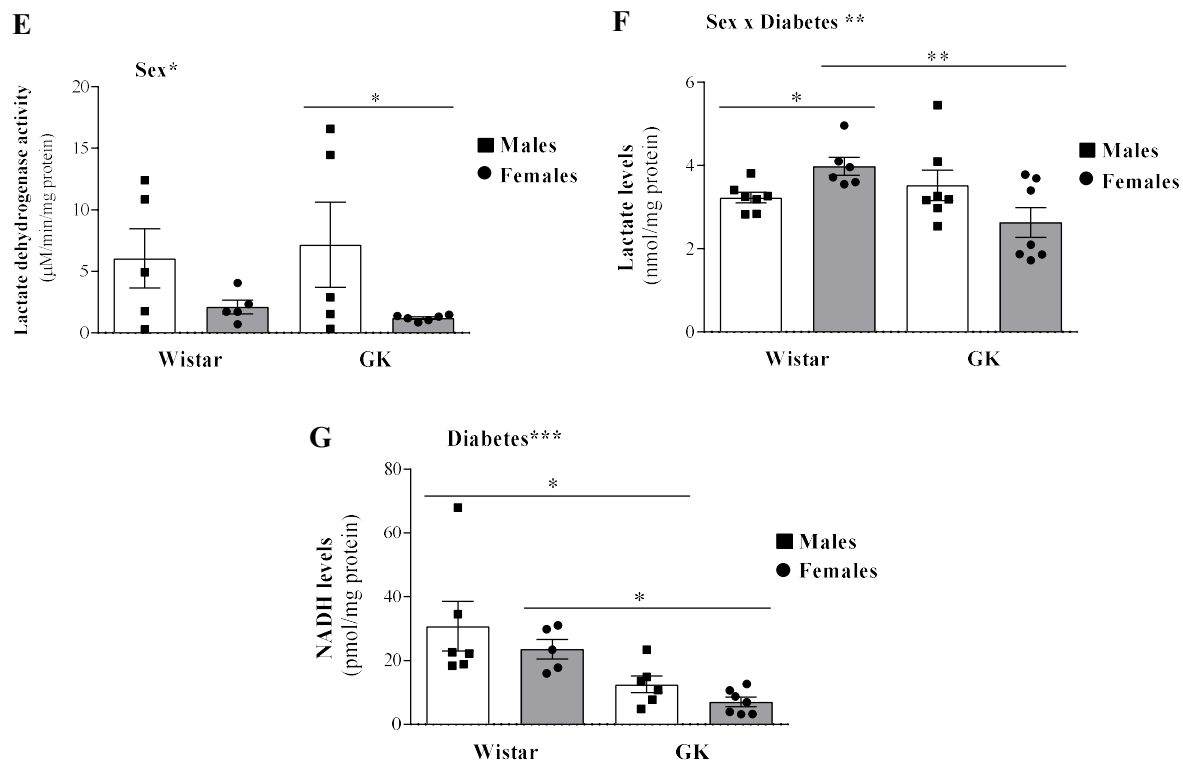 E
Sex*
Lactate dehydrogenase activity
(µM/min/mg protein)
20
15
10
5
0
*
Wistar
GK
Males
Females
F
Sex x Diabetes **
Lactate levels
(nmol/mg protein)
6
4
2
0
*
**
Wistar
GK
Males
Females
G
Diabetes***
NADH levels
(pmol/mg protein)
80
60
40
20
0
*
*
Wistar
GK
Males
Females